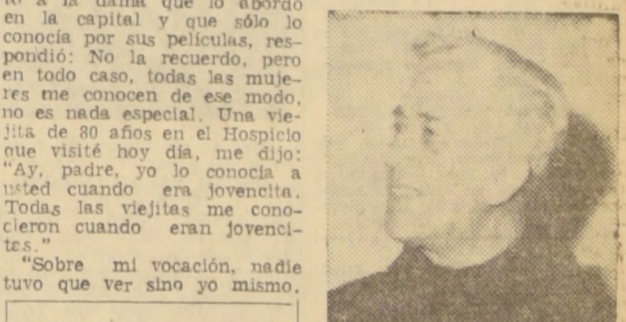 to a la dama que lo abordó
en la capital y que sólo lo
conocía por sus películas, res-
pondió: No la recuerdo, pero
en todo caso, todas las muje-
res me conocen de ese modo,
no es nada especial. Una vie-
jita de 80 años en el Hospicio
que visité hoy día, me dijo:
"Ay, padre, yo lo conocía a
usted cuando era jovencita.
Todas las viejitas me cono-
cieron cuando eran jovenci-
tas."
"Sobre mi vocación, nadie
tuvo que ver sino yo mismo.